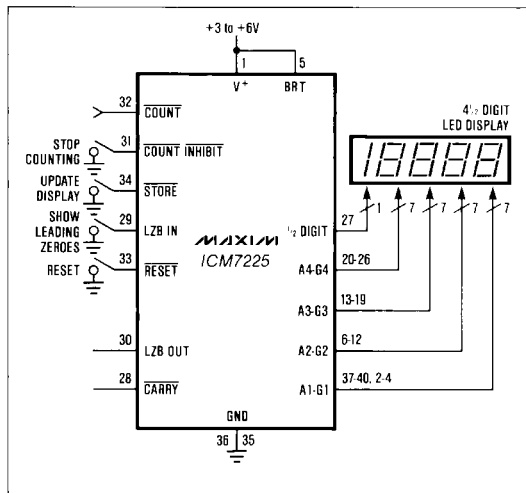 +3 to +6V
1
5
V+
BRT
32
COUNT
31
COUNT INHIBIT
STOP
COUNTING
34
STORE
UPDATE
DISPLAY
29
LZB IN
SHOW
LEADING
ZEROES
33
RESET
RESET
30
LZB OUT
28
CARRY
MAXIM
ICM7225
GND
36
35
4½ DIGIT
LED DISPLAY
18888
1
7
7
7
7
½ DIGIT
27
A4-G4
20-26
A3-G3
13-19
A2-G2
6-12
A1-G1
37-40, 2-4